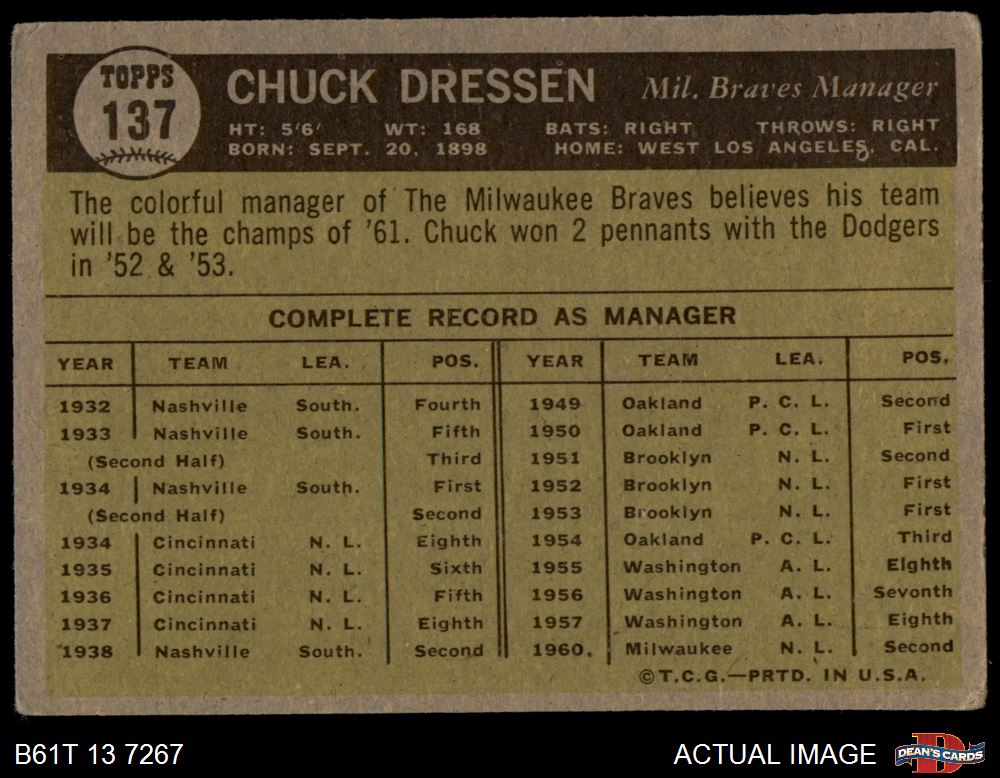 TOPPS
137
CHUCK DRESSEN Mil. Braves Manager
HT: 5'6' WT: 168 BATS: RIGHT THROWS: RIGHT
BORN: SEPT. 20, 1898 HOME: WEST LOS ANGELES, CAL.
The colorful manager of The Milwaukee Braves believes his team
will be the champs of '61. Chuck won 2 pennants with the Dodgers
in '52 & '53.
COMPLETE RECORD AS MANAGER
YEAR TEAM LEA. POS. YEAR TEAM LEA. POS.
1932 Nashville South. Fourth 1949 Oakland P. C. L. Second
1933 Nashville South. Fifth 1950 Oakland P. C. L. First
(Second Half) Third 1951 Brooklyn N. L. Second
1934 Nashville South. First 1952 Brooklyn N. L. First
(Second Half) Second 1953 Brooklyn N. L. First
1934 Cincinnati N. L. Eighth 1954 Oakland P. C. L. Third
1935 Cincinnati N. L. Sixth 1955 Washington A. L. Eighth
1936 Cincinnati N. L. Fifth 1956 Washington A. L. Sevonth
1937 Cincinnati N. L. Eighth 1957 Washington A. L. Eighth
1938 Nashville South. Second 1960. Milwaukee N. L. Second
©T.C.G.—PRTD. IN U.S.A.
B61T 13 7267 ACTUAL IMAGE D DEAN'S CARDS